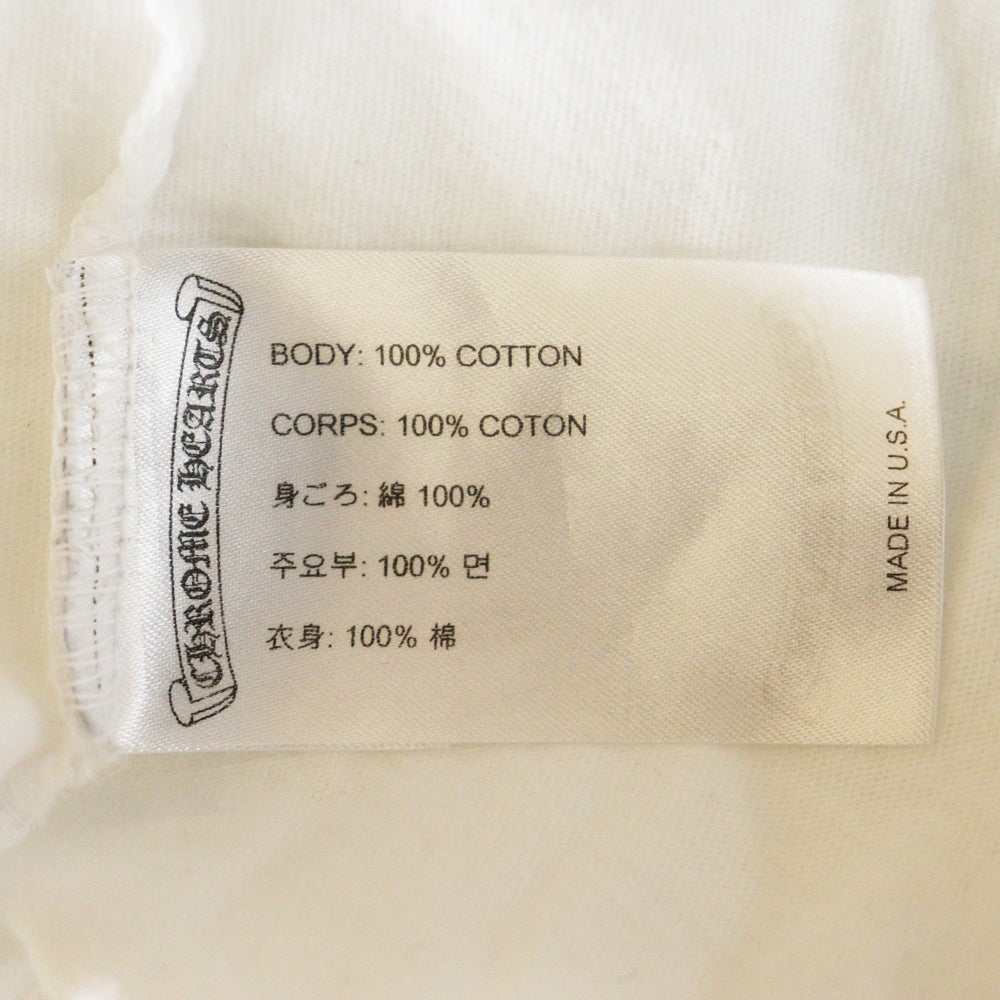 CHROME HEARTS
BODY: 100% COTTON
CORPS: 100% COTON
身ごろ: 綿 100%
주요부: 100% 면
衣身: 100% 棉
MADE IN U.S.A.